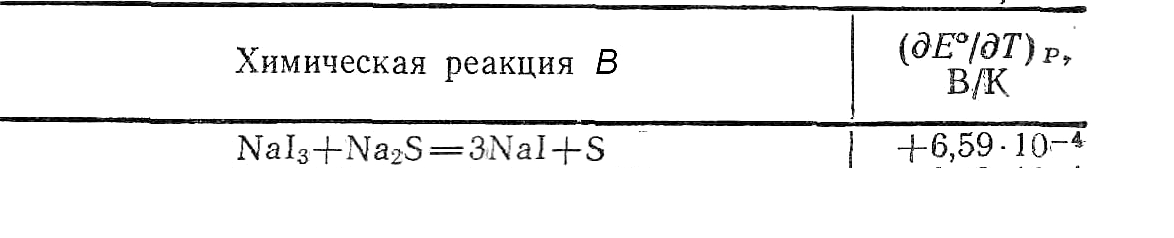 Химическая реакция В
(∂E°/∂T) P,
В/К
NaI₃+Na₂S=3NaI+S
+6,59·10⁻⁴